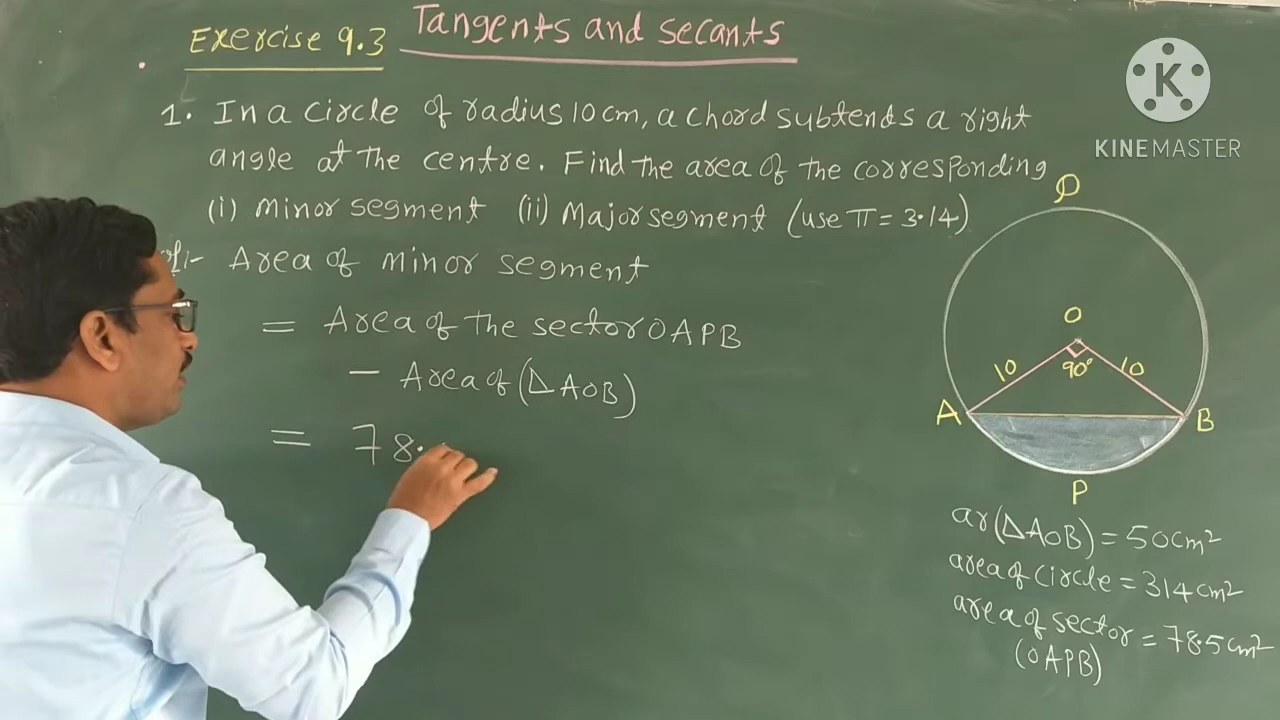 Exercise 9.3 Tangents and secants
1. In a circle of radius 10 cm, a chord subtends a right
angle at the centre. Find the area of the corresponding
(i) Minor segment (ii) Major segment (use π = 3.14)
Area of minor segment
= Area of the sector OAPB
- Area of (△AOB)
= 78.
K
KINEMASTER
Q
O
10 90° 10
A B
P
ar(△AOB) = 50cm²
area of circle = 314 cm²
area of sector = 78.5 cm²
(OAPB)